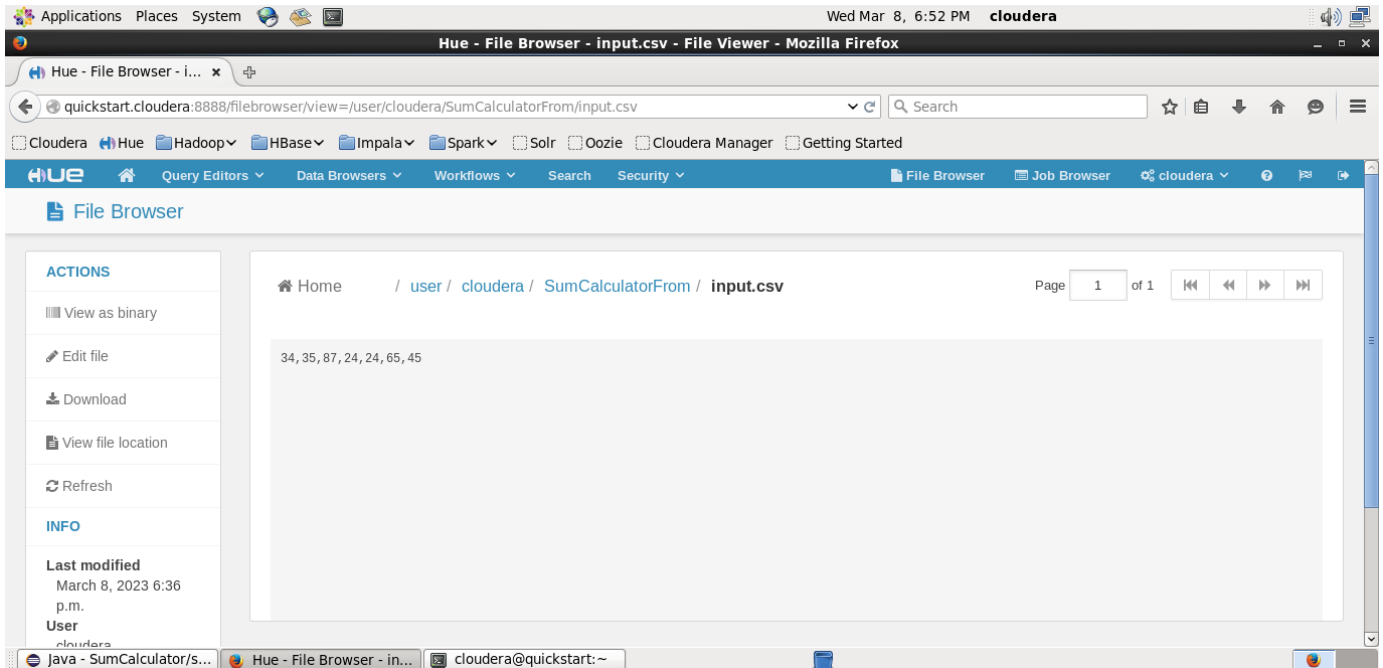 Applications Places System Wed Mar 8, 6:52 PM cloudera
Hue - File Browser - input.csv - File Viewer - Mozilla Firefox
Hue - File Browser - i...
quickstart.cloudera:8888/filebrowser/view=/user/cloudera/SumCalculatorFrom/input.csv Search
Cloudera Hue Hadoop HBase Impala Spark Solr Oozie Cloudera Manager Getting Started
HUE Query Editors Data Browsers Workflows Search Security File Browser Job Browser cloudera
File Browser
ACTIONS
Home / user / cloudera / SumCalculatorFrom / input.csv Page 1 of 1
View as binary
34,35,87,24,24,65,45
Edit file
Download
View file location
Refresh
INFO
Last modified
March 8, 2023 6:36
p.m.
User
cloudera
Java - SumCalculator/s... Hue - File Browser - in... cloudera@quickstart:~